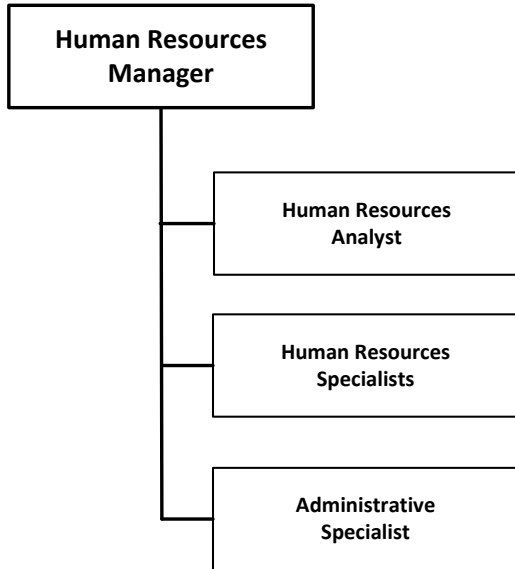 Human Resources
Manager
Human Resources
Analyst
Human Resources
Specialists
Administrative
Specialist